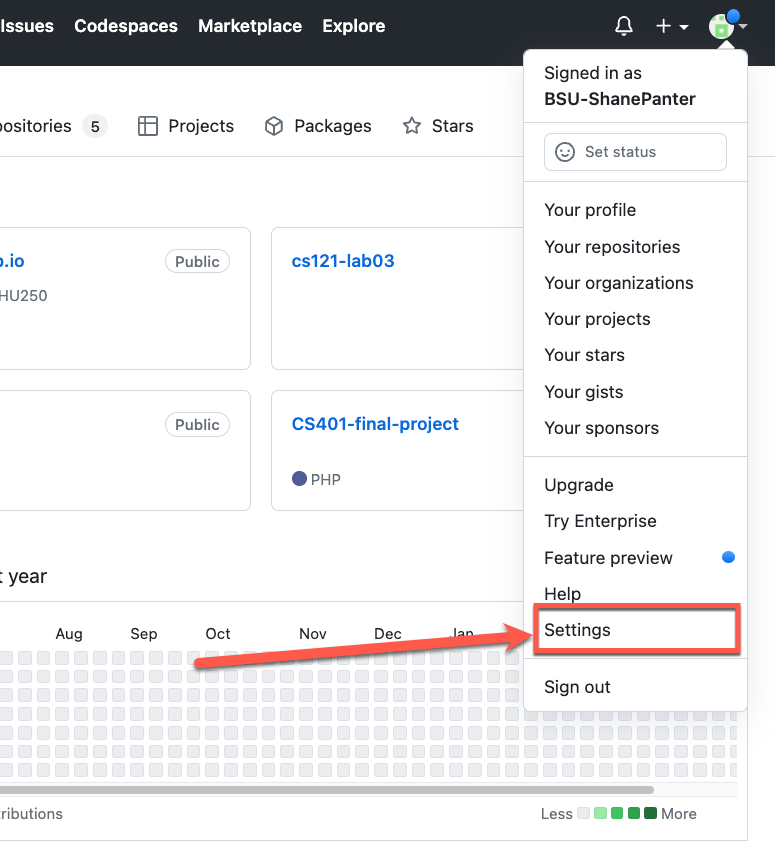 Issues Codespaces Marketplace Explore
Signed in as
BSU-ShanePanter
ositories 5 Projects Packages Stars
Set status
Your profile
Your repositories
Your organizations
Your projects
Your stars
Your gists
Your sponsors
Upgrade
Try Enterprise
Feature preview
Help
Settings
Sign out
o.io Public
HU250
cs121-lab03
Public
CS401-final-project
PHP
t year
Aug Sep Oct Nov Dec Jan
ributions
Less More